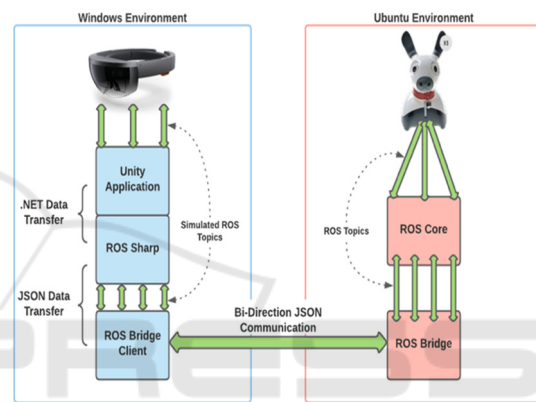 Windows Environment
Ubuntu Environment
Unity
Application
.NET Data
Transfer
ROS Sharp
Simulated ROS
Topics
JSON Data
Transfer
ROS Bridge
Client
Bi-Direction JSON
Communication
ROS Topics
ROS Core
ROS Bridge
PRESS